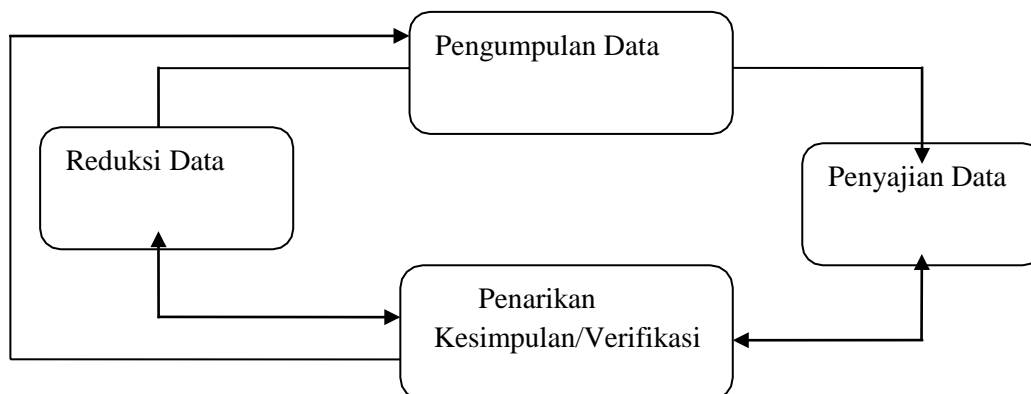 Pengumpulan Data
Reduksi Data
Penyajian Data
Penarikan
Kesimpulan/Verifikasi